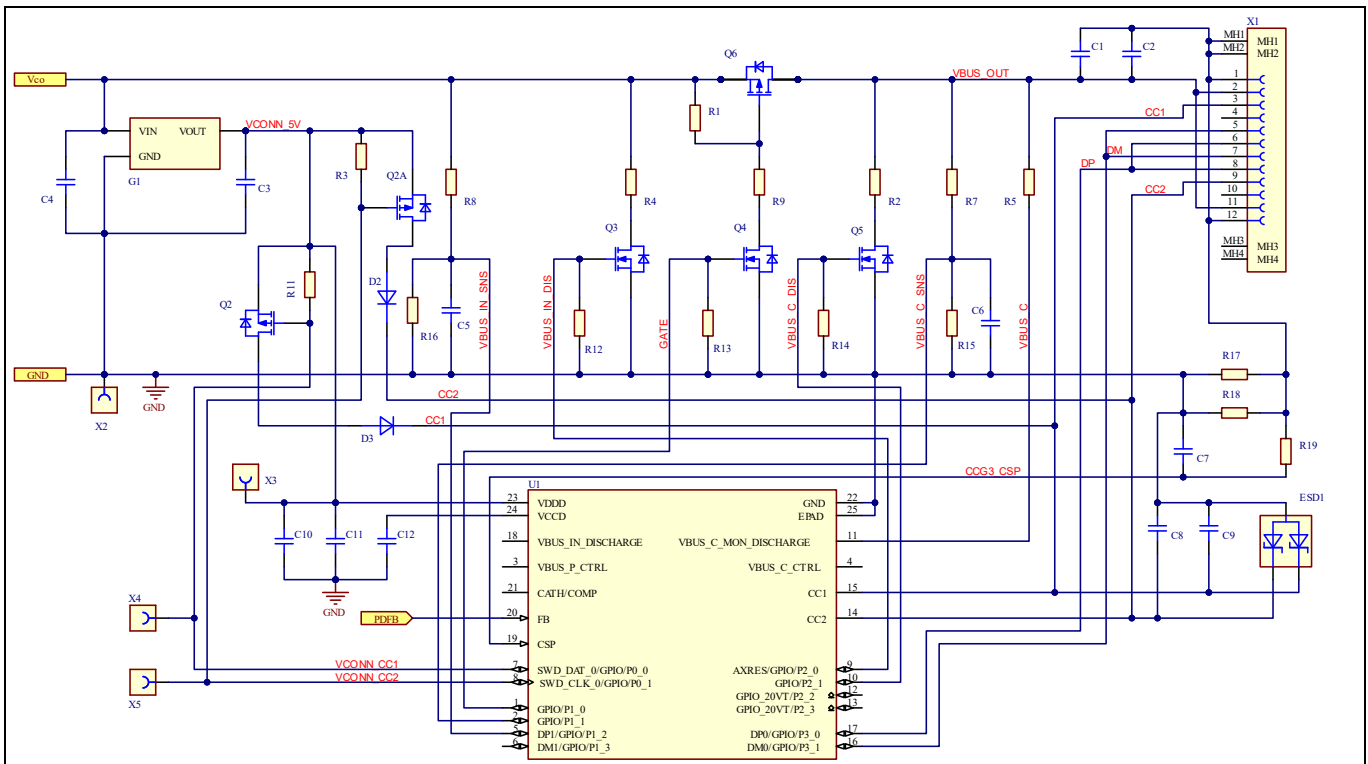 X1
Q6
C1
C2
MH1
MH1
MH2
MH2
Vco
VBUS_OUT
1
2
3
4
5
6
7
8
9
10
11
12
R1
CC1
DM
DP
CC2
VIN
VOUT
GND
G1
VCONN_5V
C4
C3
R3
Q2A
R8
R4
R9
R2
R7
R5
Q3
Q4
Q5
MH3
MH3
MH4
MH4
Q2
R11
D2
R16
C5
VBUS_IN_SNS
VBUS_IN_DIS
R12
GATE
R13
VBUS_C_DIS
R14
VBUS_C_SNS
R15
C6
VBUS_C
GND
GND
X2
CC2
R17
R18
R19
D3
CC1
C7
CCG3_CSP
X3
U1
ESD1
C10
C11
C12
C8
C9
GND
23
VDDD
24
VCCD
18
VBUS_IN_DISCHARGE
3
VBUS_P_CTRL
21
CATH/COMP
PDFB
20
FB
19
CSP
VCONN_CC1
7
SWD_DAT_0/GPIO/P0_0
VCONN_CC2
8
SWD_CLK_0/GPIO/P0_1
1
GPIO/P1_0
2
GPIO/P1_1
5
DP1/GPIO/P1_2
6
DM1/GPIO/P1_3
GND
22
EPAD
25
VBUS_C_MON_DISCHARGE
11
VBUS_C_CTRL
4
CC1
15
CC2
14
AXRES/GPIO/P2_0
9
GPIO/P2_1
10
GPIO_20VT/P2_2
12
GPIO_20VT/P2_3
13
DP0/GPIO/P3_0
17
DM0/GPIO/P3_1
16
X4
X5